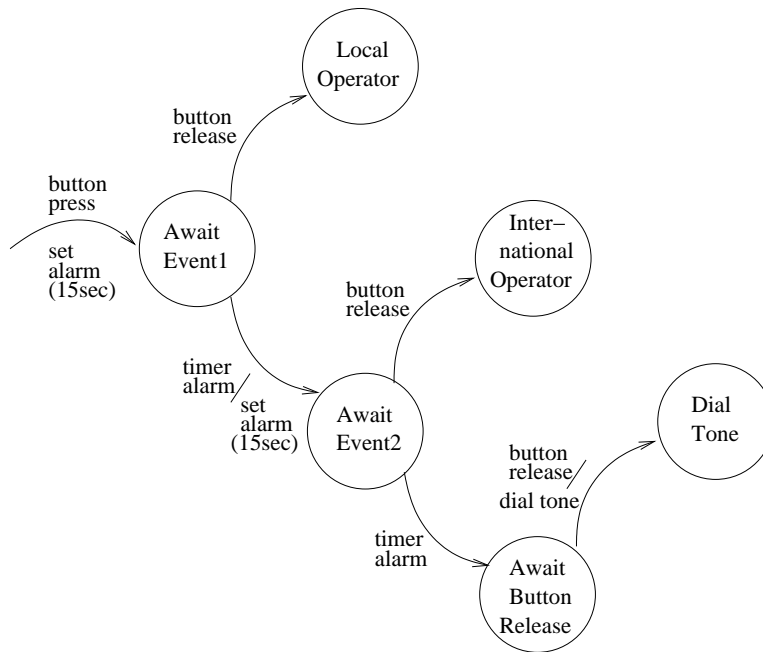 Local
Operator
button
release
button
press
set
alarm
(15sec)
Await
Event1
Inter–
national
Operator
button
release
timer
alarm
set
alarm
(15sec)
Await
Event2
Dial
Tone
button
release
dial tone
timer
alarm
Await
Button
Release